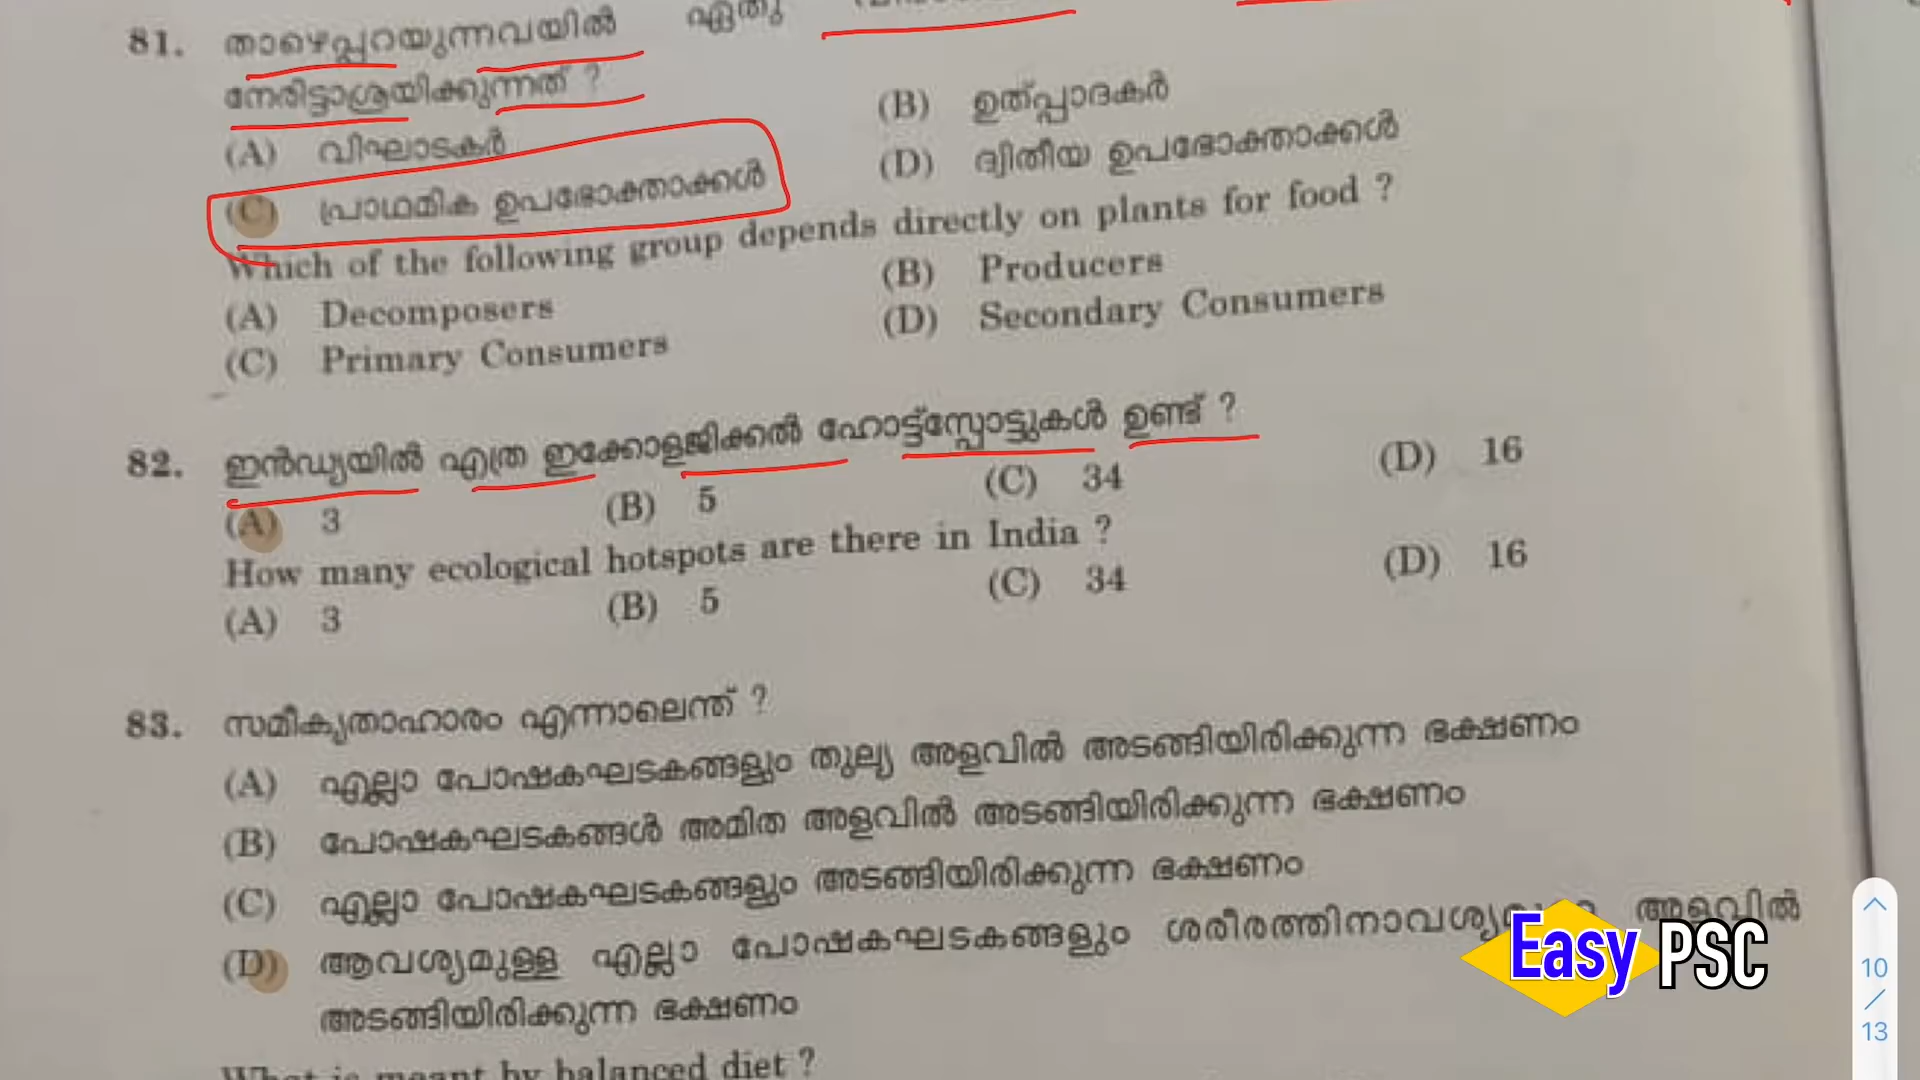 81. താഴെപ്പറയുന്നവയിൽ ഏതു
നേരിട്ടാശ്രയിക്കുന്നത് ?
(A) വിഘാടകർ (B) ഉത്പ്പാദകർ
(C) പ്രാഥമിക ഉപഭോക്താക്കൾ (D) ദ്വിതീയ ഉപഭോക്താക്കൾ
Which of the following group depends directly on plants for food ?
(A) Decomposers (B) Producers
(C) Primary Consumers (D) Secondary Consumers
82. ഇൻഡ്യയിൽ എത്ര ഇക്കോളജിക്കൽ ഹോട്ട്സ്പോട്ടുകൾ ഉണ്ട് ?
(A) 3 (B) 5 (C) 34 (D) 16
How many ecological hotspots are there in India ?
(A) 3 (B) 5 (C) 34 (D) 16
83. സമീകൃതാഹാരം എന്നാലെന്ത് ?
(A) എല്ലാ പോഷകഘടകങ്ങളും തുല്യ അളവിൽ അടങ്ങിയിരിക്കുന്ന ഭക്ഷണം
(B) പോഷകഘടകങ്ങൾ അമിത അളവിൽ അടങ്ങിയിരിക്കുന്ന ഭക്ഷണം
(C) എല്ലാ പോഷകഘടകങ്ങളും അടങ്ങിയിരിക്കുന്ന ഭക്ഷണം
(D) ആവശ്യമുള്ള എല്ലാ പോഷകഘടകങ്ങളും അളവിൽ
അടങ്ങിയിരിക്കുന്ന ഭക്ഷണം
What is meant by balanced diet ?
Easy PSC
10
/
13